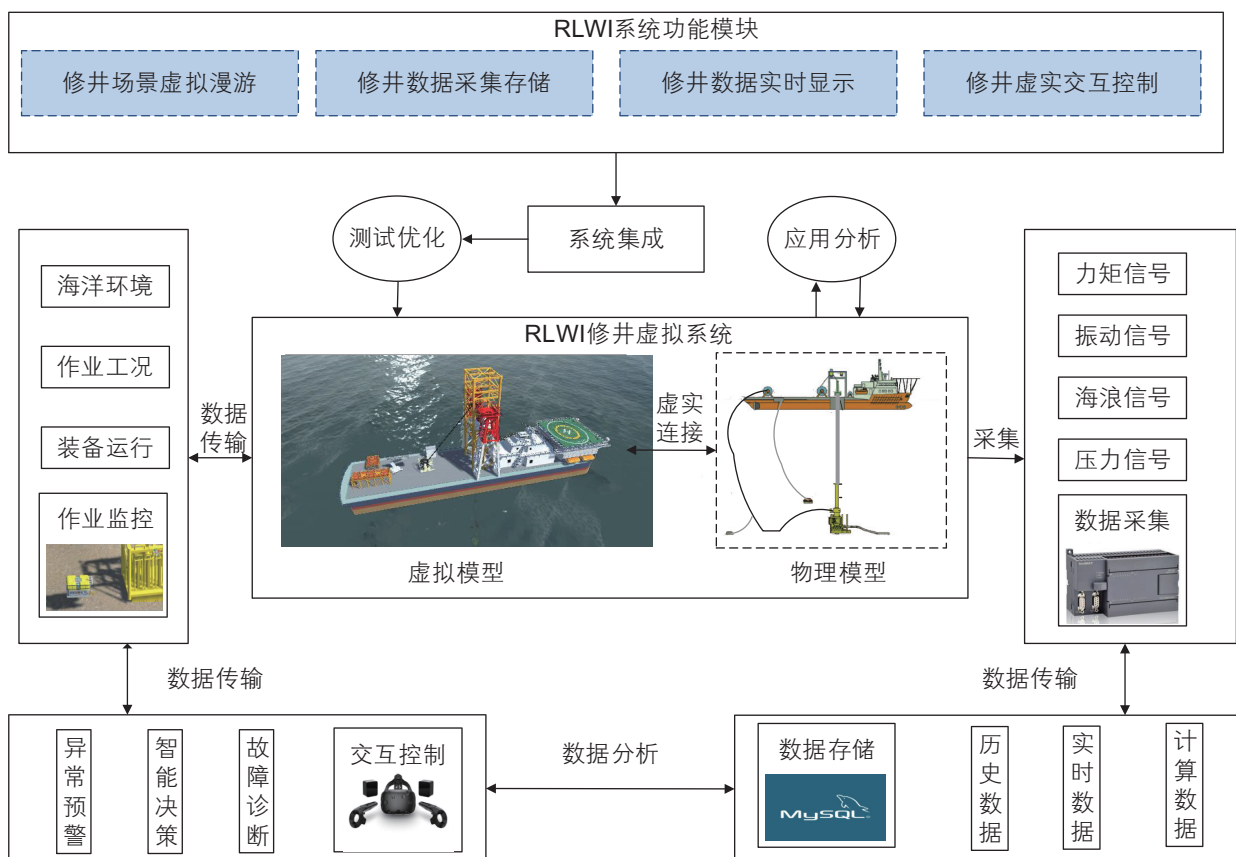 RLWI系统功能模块
修井场景虚拟漫游
修井数据采集存储
修井数据实时显示
修井虚实交互控制
测试优化
系统集成
应用分析
海洋环境
作业工况
装备运行
作业监控
数据
传输
RLWI修井虚拟系统
虚实
连接
虚拟模型
物理模型
采集
力矩信号
振动信号
海浪信号
压力信号
数据采集
数据传输
数据传输
异常预警
智能决策
故障诊断
交互控制
数据分析
数据存储
MySQL
历史数据
实时数据
计算数据